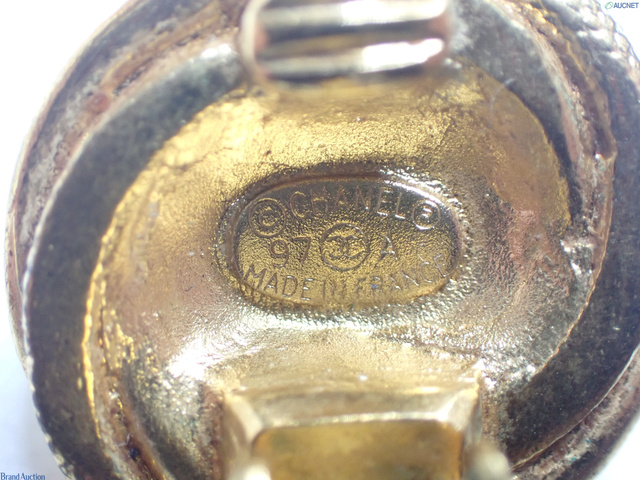 AUCNET
© CHANEL ©
97 A
MADE IN FRANCE
Brand Auction